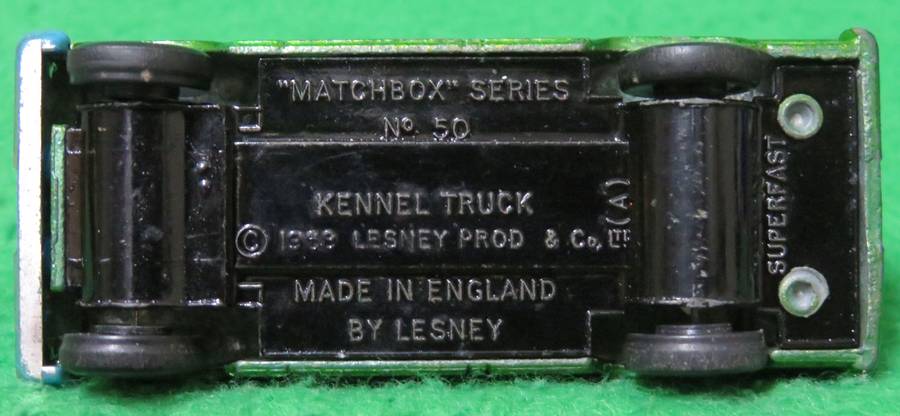 "MATCHBOX" SERIES
No 50
KENNEL TRUCK
(A)
© 1969 LESNEY PROD & Co, LTD
MADE IN ENGLAND
BY LESNEY
SUPERFAST